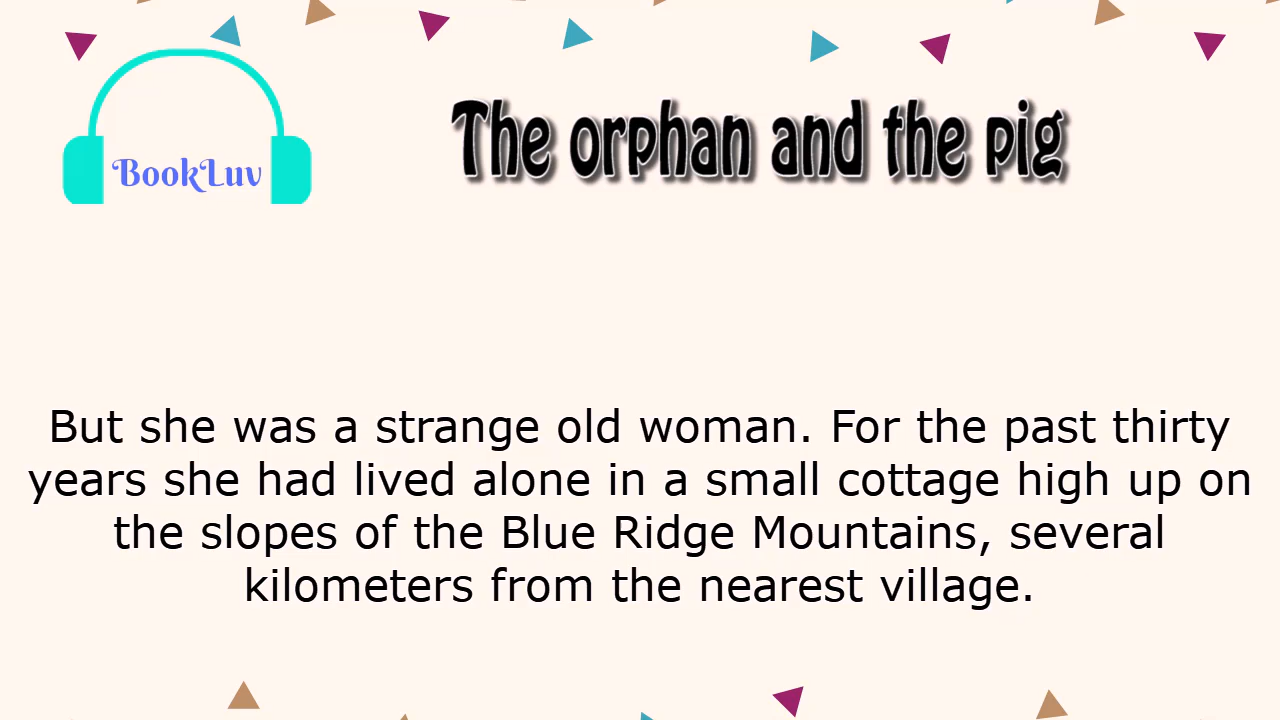 BookLuv
The orphan and the pig
But she was a strange old woman. For the past thirty
years she had lived alone in a small cottage high up on
the slopes of the Blue Ridge Mountains, several
kilometers from the nearest village.